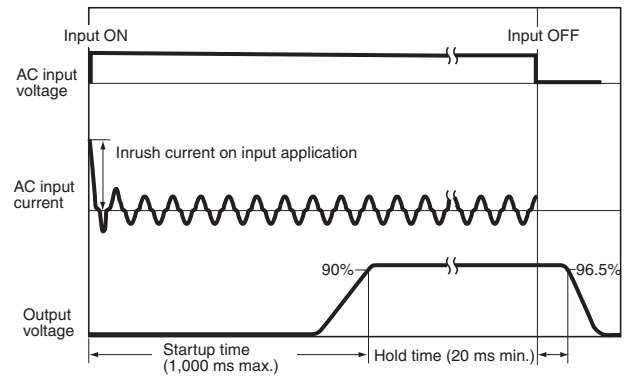 Input ON
Input OFF
AC input
voltage
Inrush current on input application
AC input
current
90%
96.5%
Output
voltage
Startup time
(1,000 ms max.)
Hold time (20 ms min.)